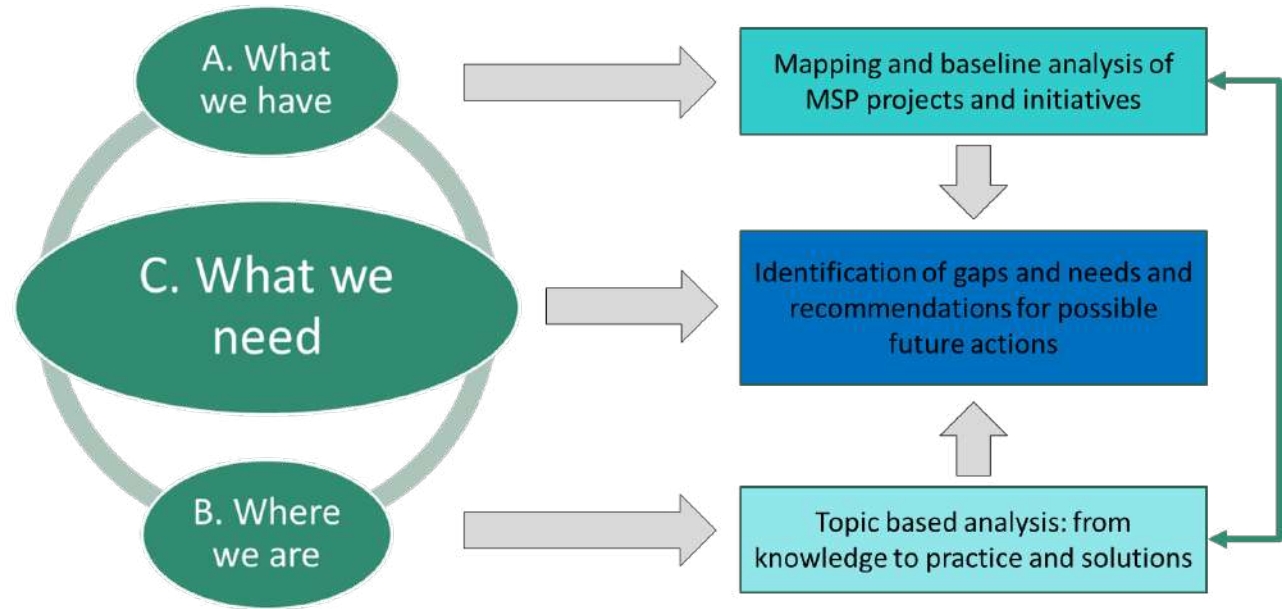 A. What
we have
Mapping and baseline analysis of
MSP projects and initiatives
C. What we
need
Identification of gaps and needs and
recommendations for possible
future actions
B. Where
we are
Topic based analysis: from
knowledge to practice and solutions